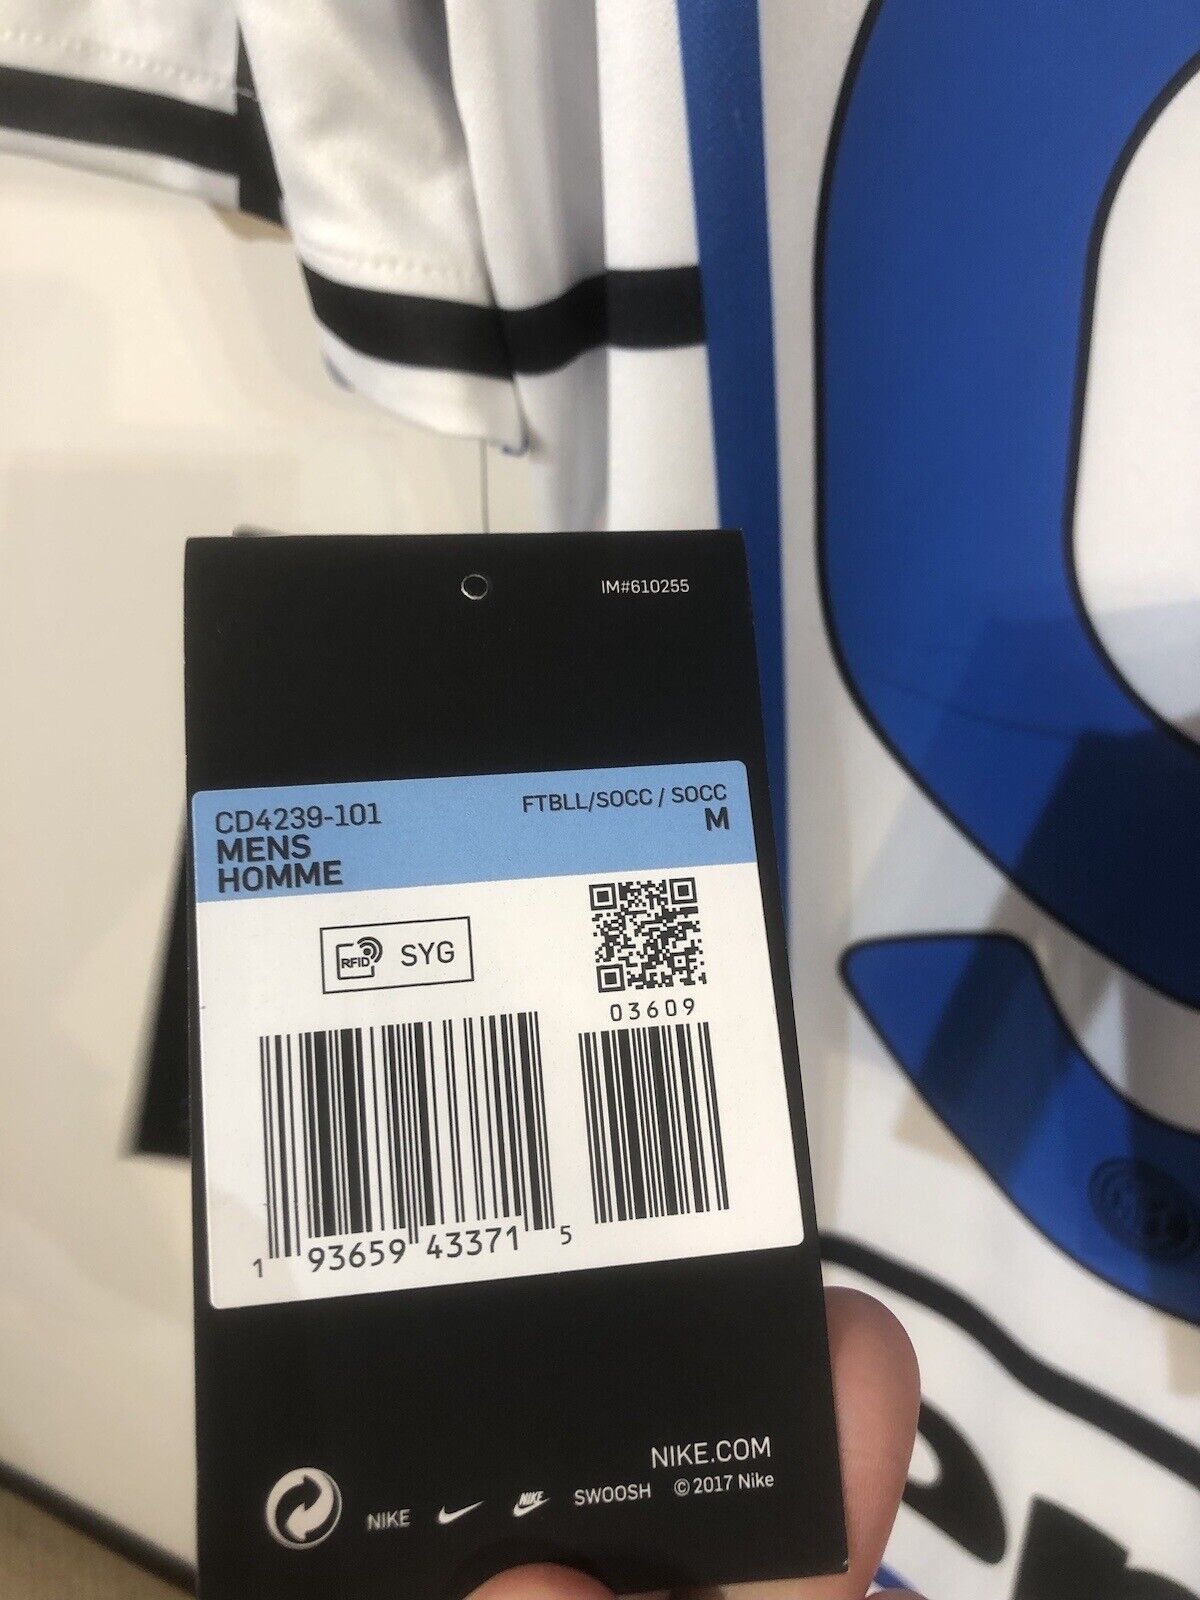 IM#610255
CD4239-101
FTBLL/SOCC / SOCC
MENS
M
HOMME
RFID
SYG
03609
1 93659 43371 5
NIKE.COM
NIKE
NIKE
SWOOSH
©2017 Nike